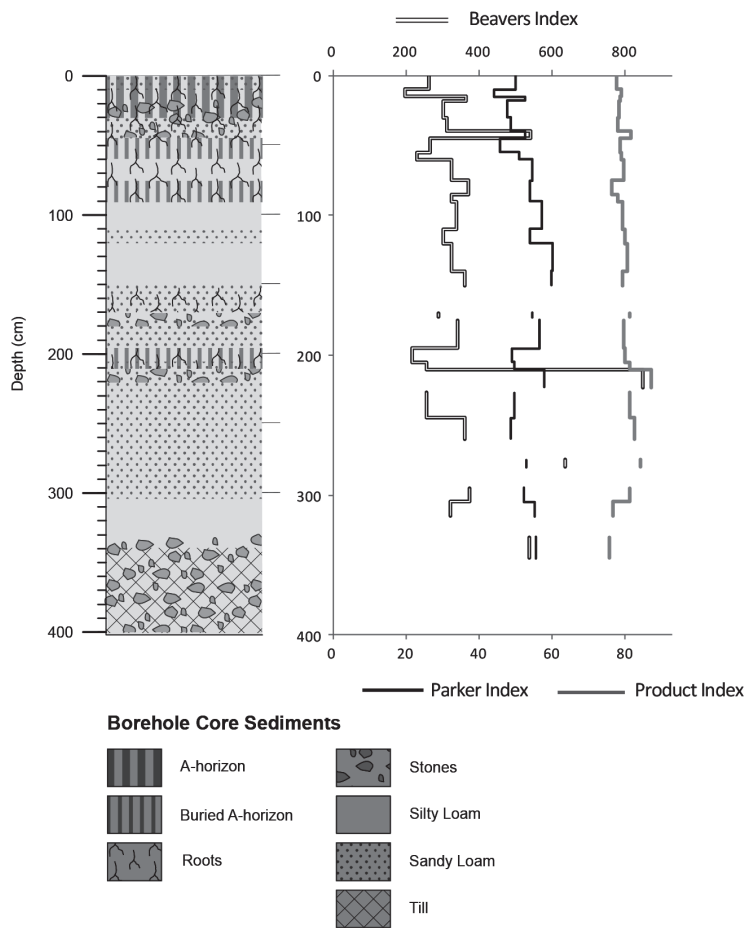 Beavers Index
0 200 400 600 800
0 0
100 100
200 200
300 300
400 400
Depth (cm)
0 20 40 60 80
Parker Index Product Index
Borehole Core Sediments
A-horizon Stones
Buried A-horizon Silty Loam
Roots Sandy Loam
Till